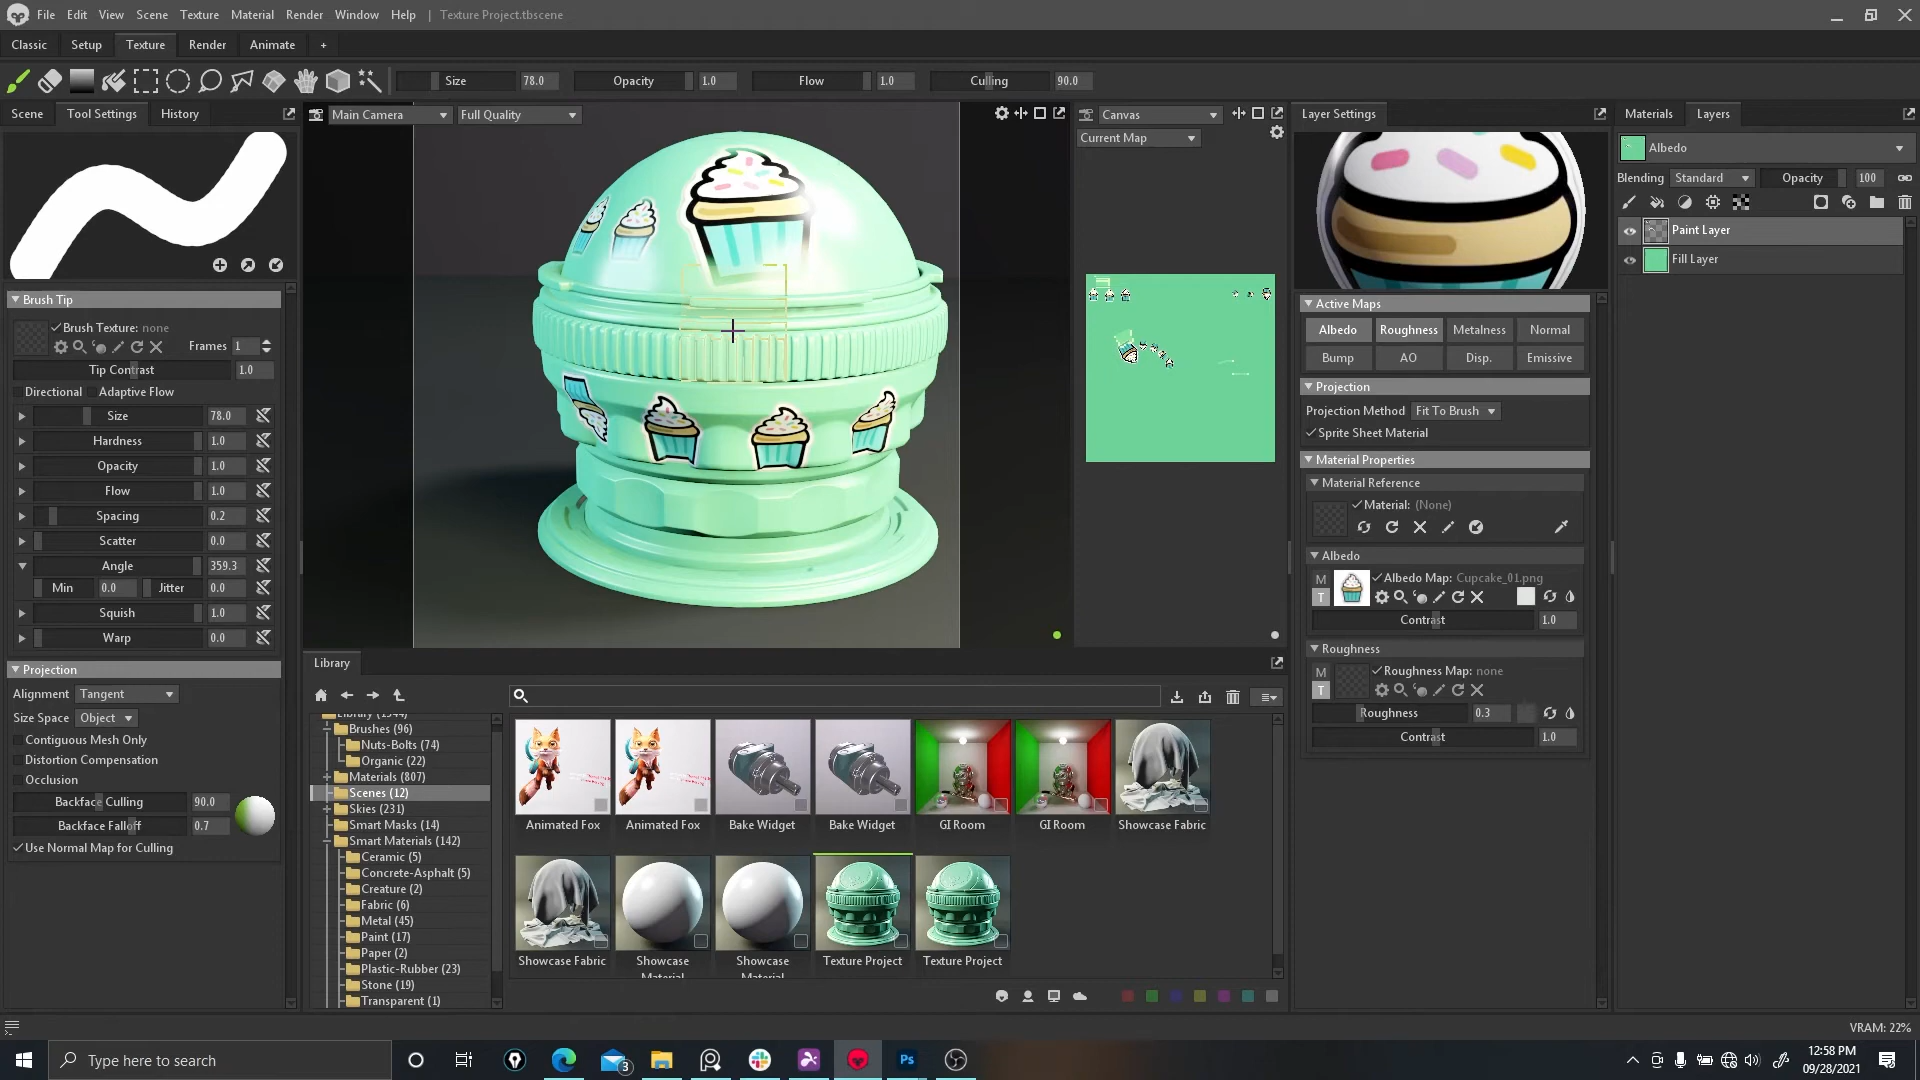 File Edit View Scene Texture Material Render Window Help | Texture Project.tbscene
Classic Setup Texture Render Animate +
Size 78.0 Opacity 1.0 Flow 1.0 Culling 90.0
Scene Tool Settings History
Main Camera Full Quality
Canvas
Current Map
Layer Settings
Materials Layers
Albedo
Blending Standard Opacity 100
Paint Layer
Fill Layer
Brush Tip
Brush Texture: none
Frames 1
Tip Contrast 1.0
Directional Adaptive Flow
Size 78.0
Hardness 1.0
Opacity 1.0
Flow 1.0
Spacing 0.2
Scatter 0.0
Angle 359.3
Min 0.0 Jitter 0.0
Squish 1.0
Warp 0.0
Projection
Alignment Tangent
Size Space Object
Contiguous Mesh Only
Distortion Compensation
Occlusion
Backface Culling 90.0
Backface Falloff 0.7
Use Normal Map for Culling
Active Maps
Albedo Roughness Metalness Normal
Bump AO Disp. Emissive
Projection
Projection Method Fit To Brush
Sprite Sheet Material
Material Properties
Material Reference
Material: (None)
Albedo
M
T
Albedo Map: Cupcake_01.png
Contrast 1.0
Roughness
M
T
Roughness Map: none
Roughness 0.3
Contrast 1.0
Library
Brushes (96)
Nuts-Bolts (74)
Organic (22)
Materials (807)
Scenes (12)
Skies (231)
Smart Masks (14)
Smart Materials (142)
Ceramic (5)
Concrete-Asphalt (5)
Creature (2)
Fabric (6)
Metal (45)
Paint (17)
Paper (2)
Plastic-Rubber (23)
Stone (19)
Transparent (1)
Animated Fox Animated Fox Bake Widget Bake Widget GI Room GI Room Showcase Fabric
Showcase Fabric Showcase Material Showcase Material Texture Project Texture Project
VRAM: 22%
Type here to search
3
Ps
12:58 PM
09/28/2021